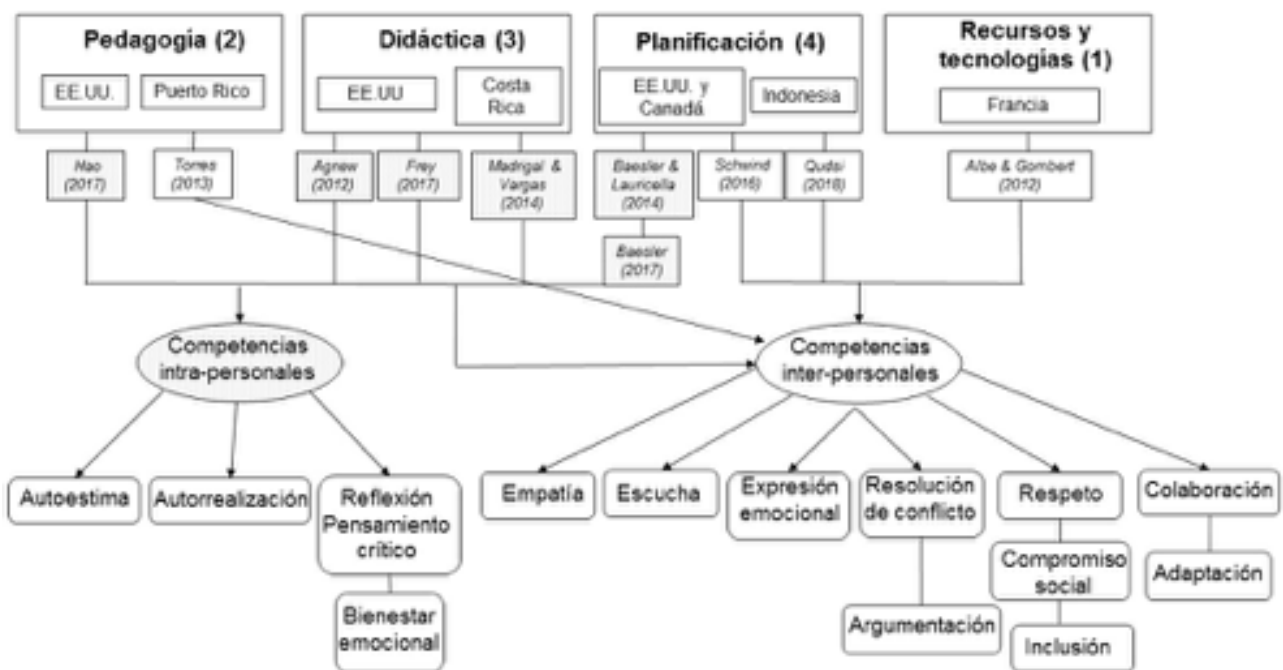 Pedagogía (2)
EE.UU.
Puerto Rico
Didáctica (3)
EE.UU
Costa
Rica
Planificación (4)
EE.UU. y
Canadá
Indonesia
Recursos y
tecnologías (1)
Francia
Hao
(2017)
Torres
(2013)
Agnew
(2012)
Frey
(2017)
Madrigal &
Vargas
(2014)
Baesler &
Lauricella
(2014)
Baesler
(2017)
Schwind
(2016)
Qudsi
(2018)
Albe & Gombert
(2012)
Competencias
intra-personales
Competencias
inter-personales
Autoestima
Autorrealización
Reflexión
Pensamiento
crítico
Bienestar
emocional
Empatía
Escucha
Expresión
emocional
Resolución
de conflicto
Argumentación
Respeto
Compromiso
social
Inclusión
Colaboración
Adaptación